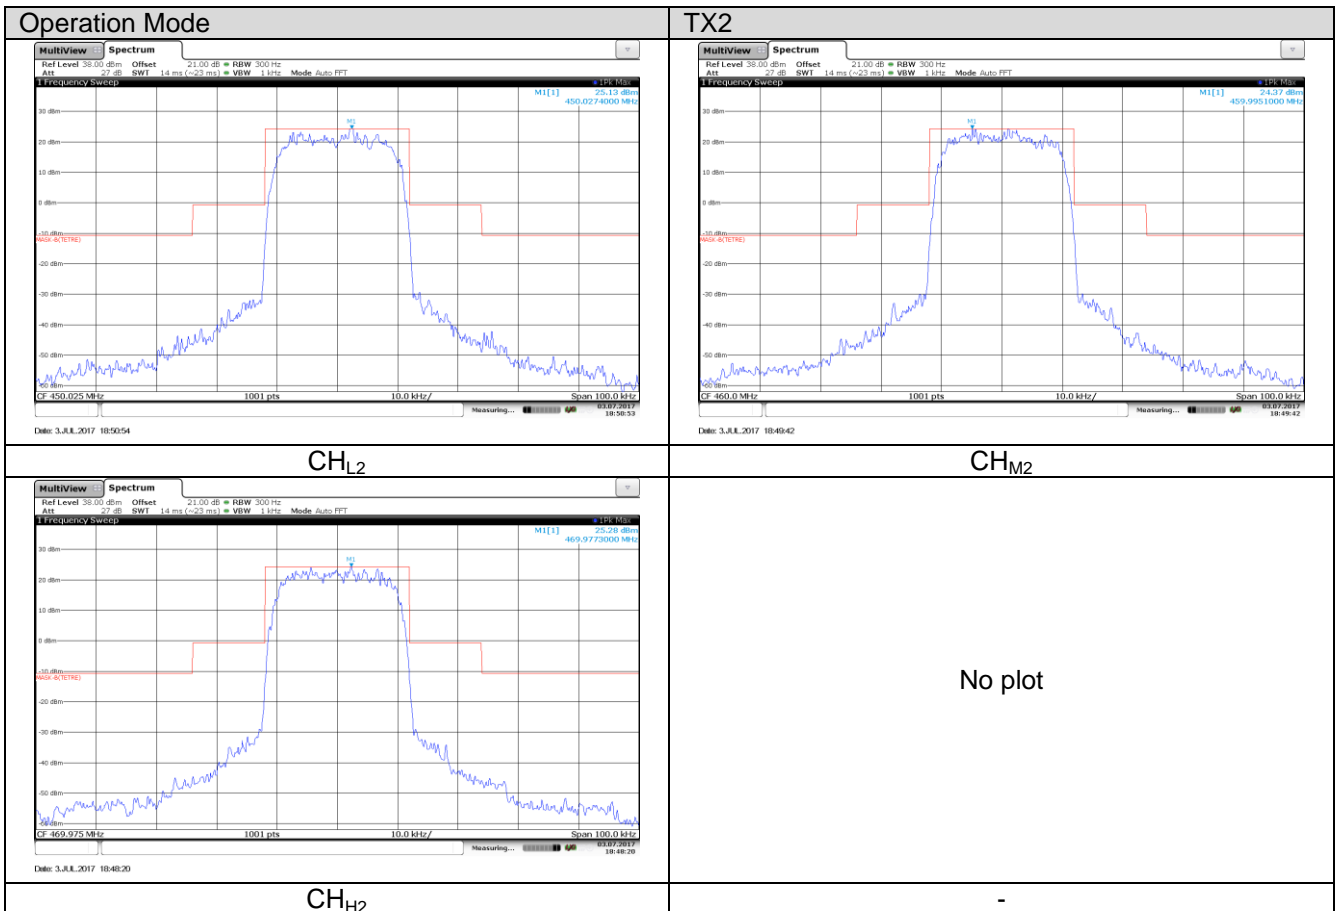 Operation Mode
TX2
MultiView Spectrum
Ref Level 38.00 dBm Offset 21.00 dB RBW 300 Hz
Att 27 dB SWT 14 ms (~23 ms) VBW 1 kHz Mode Auto FFT
1 Frequency Sweep 1Pk Max
M1[1] 25.13 dBm
450.0274000 MHz
M1
30 dBm
20 dBm
10 dBm
0 dBm
-10 dBm
MASK-B(TETRE)
-20 dBm
-30 dBm
-40 dBm
-50 dBm
-60 dBm
CF 450.025 MHz 1001 pts 10.0 kHz/ Span 100.0 kHz
Measuring... 03.07.2017
18:50:53
Date: 3.JUL.2017 18:50:54
MultiView Spectrum
Ref Level 38.00 dBm Offset 21.00 dB RBW 300 Hz
Att 27 dB SWT 14 ms (~23 ms) VBW 1 kHz Mode Auto FFT
1 Frequency Sweep 1Pk Max
M1[1] 24.37 dBm
459.9951000 MHz
M1
30 dBm
20 dBm
10 dBm
0 dBm
-10 dBm
MASK-B(TETRE)
-20 dBm
-30 dBm
-40 dBm
-50 dBm
-60 dBm
CF 460.0 MHz 1001 pts 10.0 kHz/ Span 100.0 kHz
Measuring... 03.07.2017
18:49:42
Date: 3.JUL.2017 18:49:42
CHL2
CHM2
MultiView Spectrum
Ref Level 38.00 dBm Offset 21.00 dB RBW 300 Hz
Att 27 dB SWT 14 ms (~23 ms) VBW 1 kHz Mode Auto FFT
1 Frequency Sweep 1Pk Max
M1[1] 25.28 dBm
469.9773000 MHz
M1
30 dBm
20 dBm
10 dBm
0 dBm
-10 dBm
MASK-B(TETRE)
-20 dBm
-30 dBm
-40 dBm
-50 dBm
CF 469.975 MHz 1001 pts 10.0 kHz/ Span 100.0 kHz
Measuring... 03.07.2017
18:48:20
Date: 3.JUL.2017 18:48:20
No plot
CHH2
-